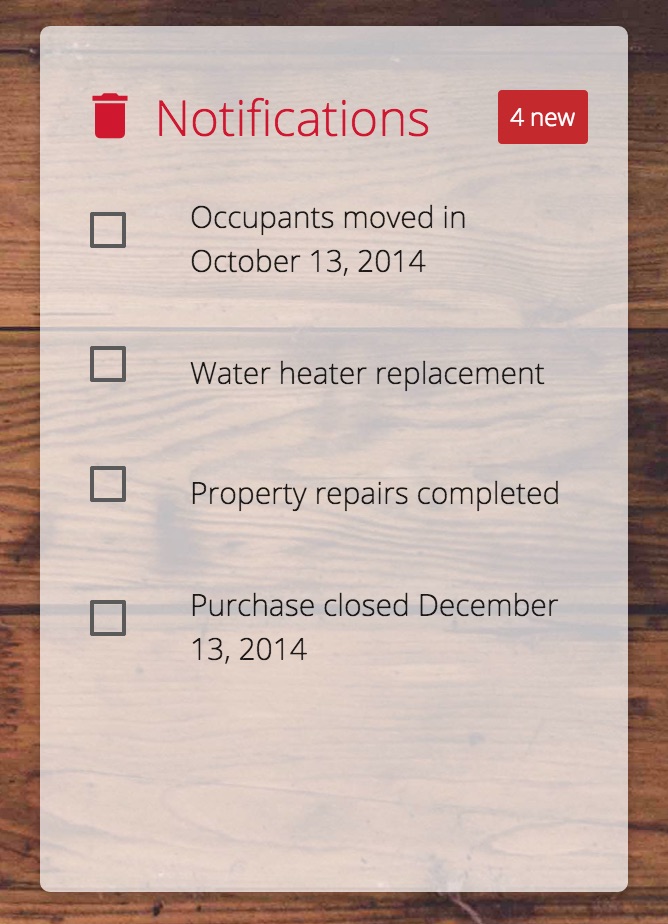 Notifications 4 new
Occupants moved in
October 13, 2014
Water heater replacement
Property repairs completed
Purchase closed December
13, 2014